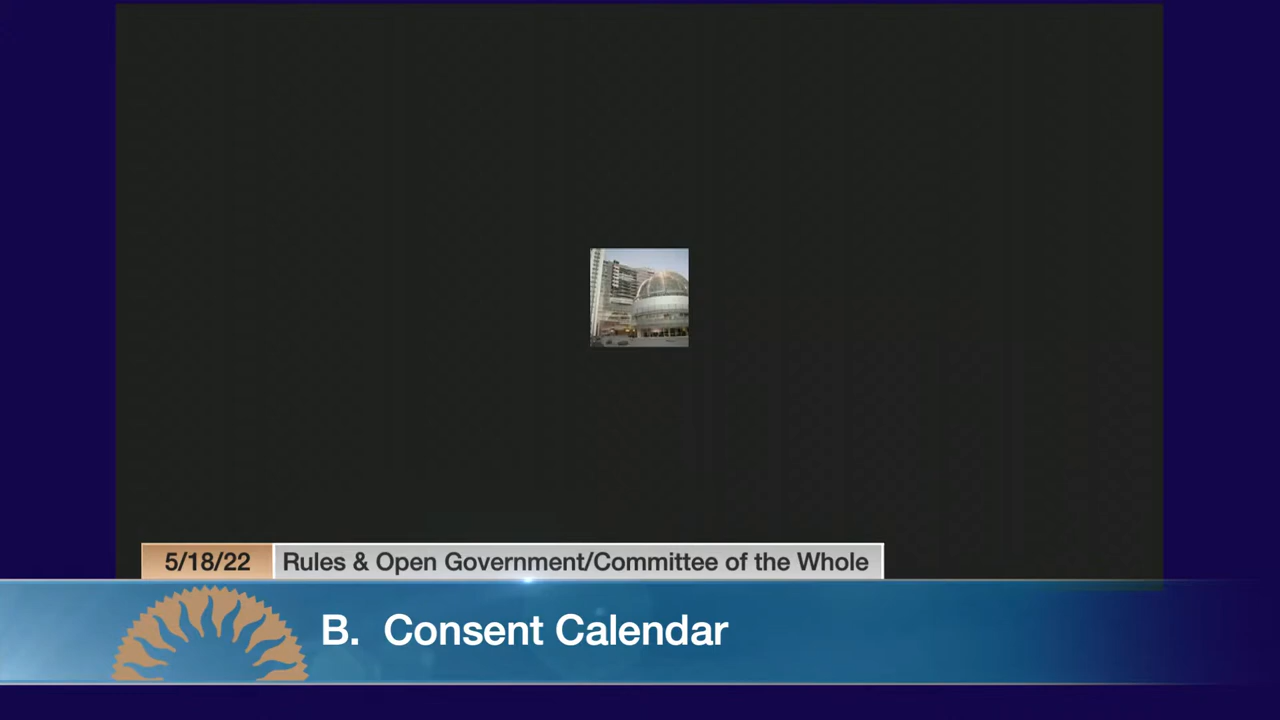 5/18/22 Rules & Open Government/Committee of the Whole
B. Consent Calendar